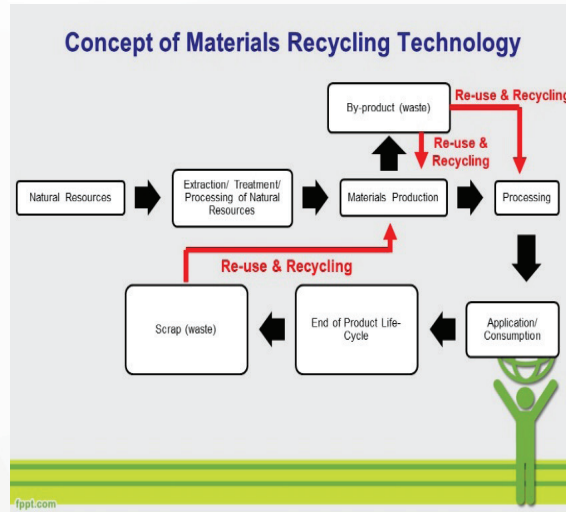 Concept of Materials Recycling Technology
By-product (waste)
Re-use & Recycling
Re-use &
Recycling
Natural Resources
Extraction/ Treatment/
Processing of Natural
Resources
Materials Production
Processing
Re-use & Recycling
Scrap (waste)
End of Product Life-
Cycle
Application/
Consumption
fppt.com